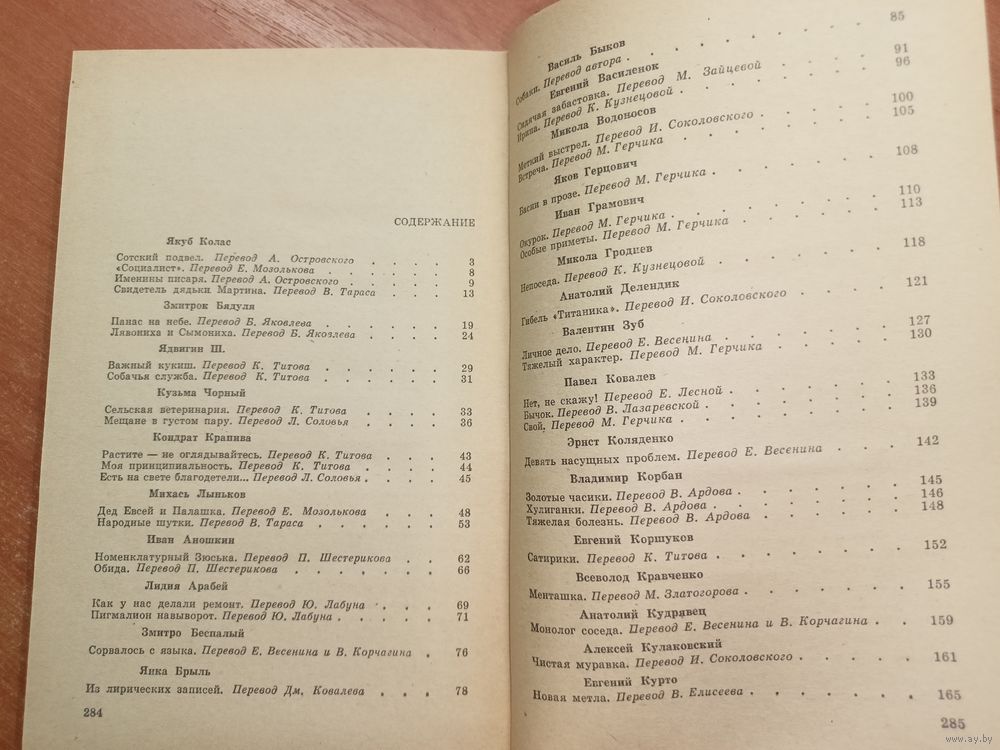 СОДЕРЖАНИЕ
Якуб Колас
Сотский подвел. Перевод А. Островского . . . . 3
«Социалист». Перевод Е. Мозолькова . . . . . 8
Именины писаря. Перевод А. Островского . . . . 9
Свидетель дядьки Мартина. Перевод В. Тараса . . . 13
Змитрок Бядуля
Панас на небе. Перевод Б. Яковлева . . . . . 19
Лявониха и Сымониха. Перевод Б. Яковлева . . . . 24
Ядвигин Ш.
Важный кукиш. Перевод К. Титова . . . . . 29
Собачья служба. Перевод К. Титова . . . . . 31
Кузьма Чорный
Сельская ветеринария. Перевод К. Титова . . . . 33
Мещане в густом пару. Перевод Л. Соловья . . . . 36
Кондрат Крапива
Растите — не оглядывайтесь. Перевод К. Титова . . . 43
Моя принципиальность. Перевод К. Титова . . . . 44
Есть на свете благодетели... Перевод Л. Соловья . . . . 45
Михась Лыньков
Дед Евсей и Палашка. Перевод Е. Мозолькова . . . 48
Народные шутки. Перевод В. Тараса . . . . . 53
Иван Аношкин
Номенклатурный Зюська. Перевод П. Шестерикова . . . 62
Обида. Перевод П. Шестерикова . . . . . . 66
Лидия Арабей
Как у нас делали ремонт. Перевод Ю. Лабуна . . . 69
Пигмалион навыворот. Перевод Ю. Лабуна . . . . . 71
Змитро Беспалый
Сорвалось с языка. Перевод Е. Весенина и В. Корчагина . 76
Янка Брыль
Из лирических записей. Перевод Дм. Ковалева . . . 78
284
Василь Быков
Собаки. Перевод автора . . . . . . . 85
Евгений Василенок
Сидячая забастовка. Перевод М. Зайцевой . . . . 91
Ирина. Перевод К. Кузнецовой . . . . . 96
Микола Водоносов
Меткий выстрел. Перевод И. Соколовского . . . . 100
Встреча. Перевод М. Герчика . . . . . 105
Яков Герцович
Басни в прозе. Перевод М. Герчика . . . . . 108
Иван Грамович
Окурок. Перевод М. Герчика . . . . . . 110
Особые приметы. Перевод М. Герчика . . . . . 113
Микола Гроднев
Непоседа. Перевод К. Кузнецовой . . . . . 118
Анатолий Делендик
Гибель «Титаника». Перевод И. Соколовского . . . . 121
Валентин Зуб
Личное дело. Перевод Е. Весенина . . . . . 127
Тяжелый характер. Перевод М. Герчика . . . . 130
Павел Ковалев
Нет, не скажу! Перевод Е. Лесной . . . . . 133
Бычок. Перевод В. Лазаревской . . . . . 136
Свой. Перевод М. Герчика . . . . . . 139
Эрнст Коляденко
Девять насущных проблем. Перевод Е. Весенина . . . 142
Владимир Корбан
Золотые часики. Перевод В. Ардова . . . . . 145
Хулиганки. Перевод В. Ардова . . . . . . 146
Тяжелая болезнь. Перевод В. Ардова . . . . . 148
Евгений Коршуков
Сатирики. Перевод К. Титова . . . . . . 152
Всеволод Кравченко
Менташка. Перевод М. Златогорова . . . . . 155
Анатолий Кудрявец
Монолог соседа. Перевод Е. Весенина и В. Корчагина . . 159
Алексей Кулаковский
Чистая муравка. Перевод И. Соколовского . . . . 161
Евгений Курто
Новая метла. Перевод В. Елисеева . . . . . 165
285
www.ay.by